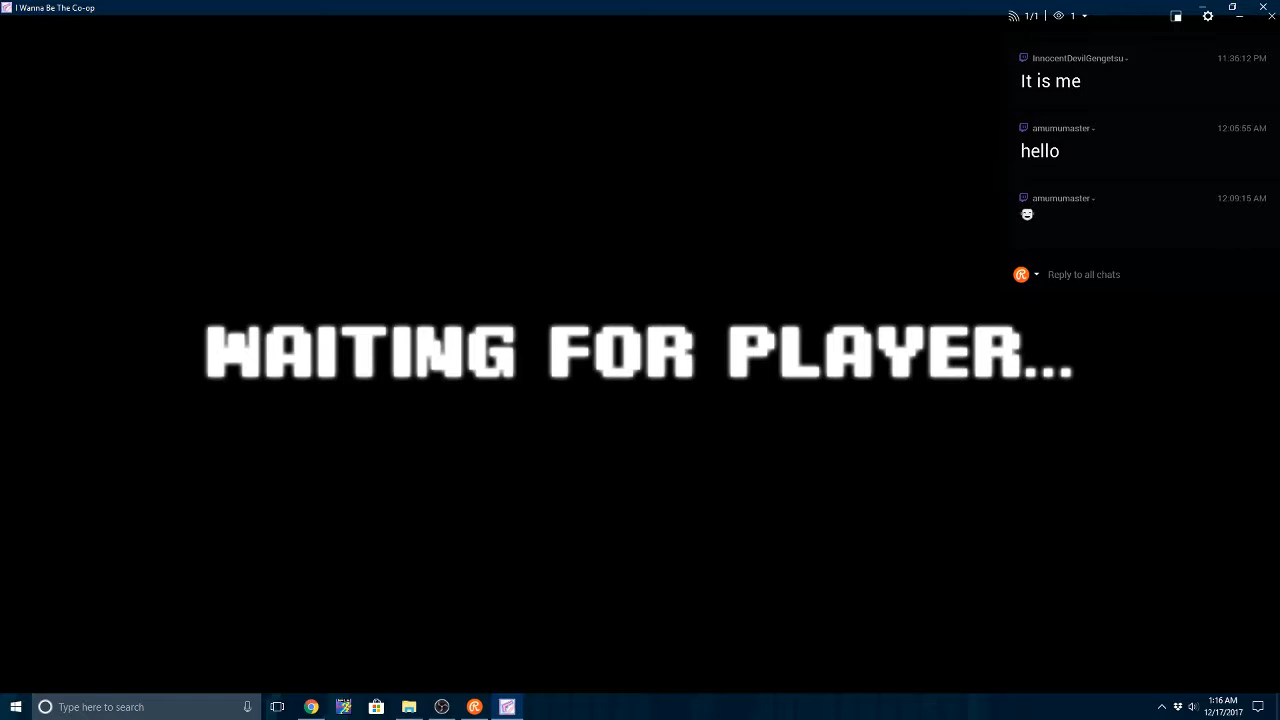 I Wanna Be The Co-op
1/1 1
InnocentDevilGengetsu 11:36:12 PM
It is me
amumumaster 12:05:55 AM
hello
amumumaster 12:09:15 AM
Reply to all chats
WAITING FOR PLAYER...
Type here to search
1:16 AM
12/17/2017